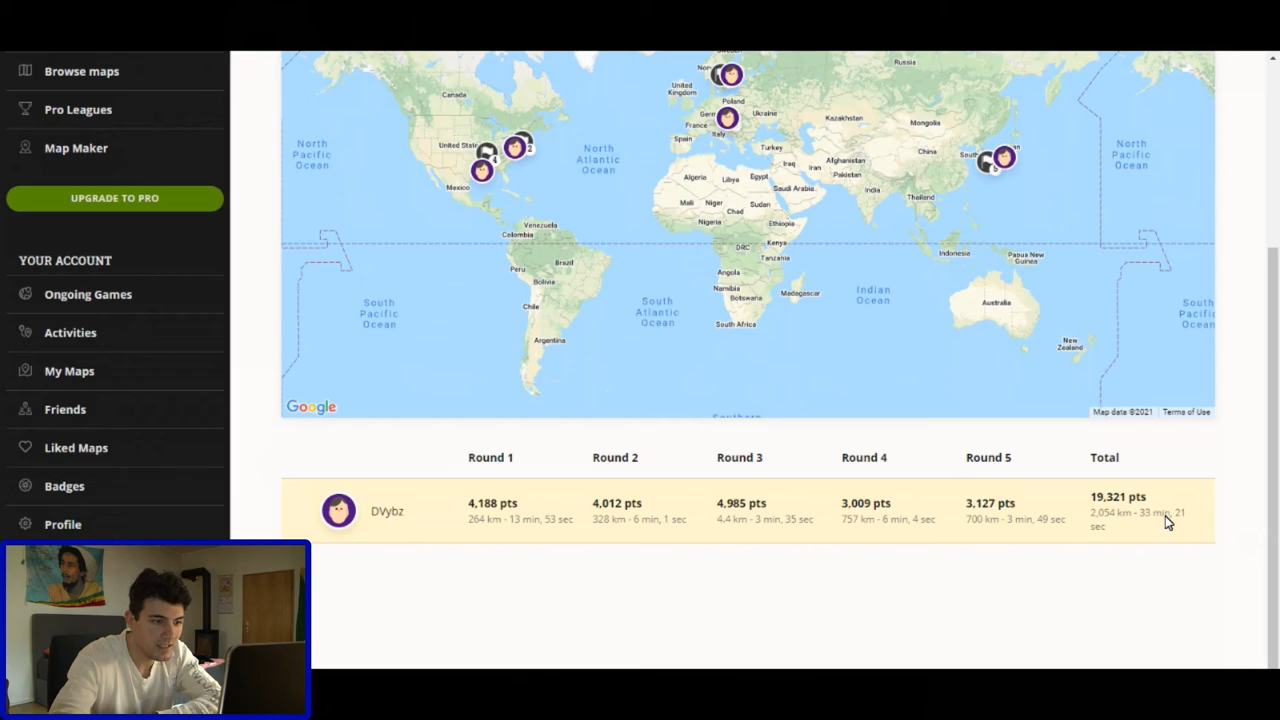 Browse maps
Pro Leagues
Map Maker
UPGRADE TO PRO
YOUR ACOUNT
Ongoing Games
Activities
My Maps
Friends
Liked Maps
Badges
Profile
Russia
Canada
United Kingdom
Poland
Ukraine
France
Italy
Spain
Turkey
Kazakhstan
Mongolia
China
Iraq
Iran
Afghanistan
Pakistan
India
Thailand
Saudi Arabia
Egypt
Libya
Algeria
Mali
Niger
Chad
Sudan
Nigeria
Ethiopia
DRC
Kenya
Tanzania
Angola
Namibia
Botswana
Madagascar
South Africa
North Pacific Ocean
North Atlantic Ocean
North Pacific Ocean
United States
4
2
5
Mexico
Venezuela
Colombia
Peru
Brazil
Bolivia
Chile
Argentina
Indonesia
Papua New Guinea
Australia
New Zealand
South Pacific Ocean
South Atlantic Ocean
Indian Ocean
Google
Map data ©2021
Terms of Use
Round 1 Round 2 Round 3 Round 4 Round 5 Total
DVybz
4,188 pts 4,012 pts 4,985 pts 3,009 pts 3,127 pts 19,321 pts
264 km - 13 min, 53 sec 328 km - 6 min, 1 sec 4,4 km - 3 min, 35 sec 757 km - 6 min, 4 sec 700 km - 3 min, 49 sec 2,054 km - 33 min, 21 sec